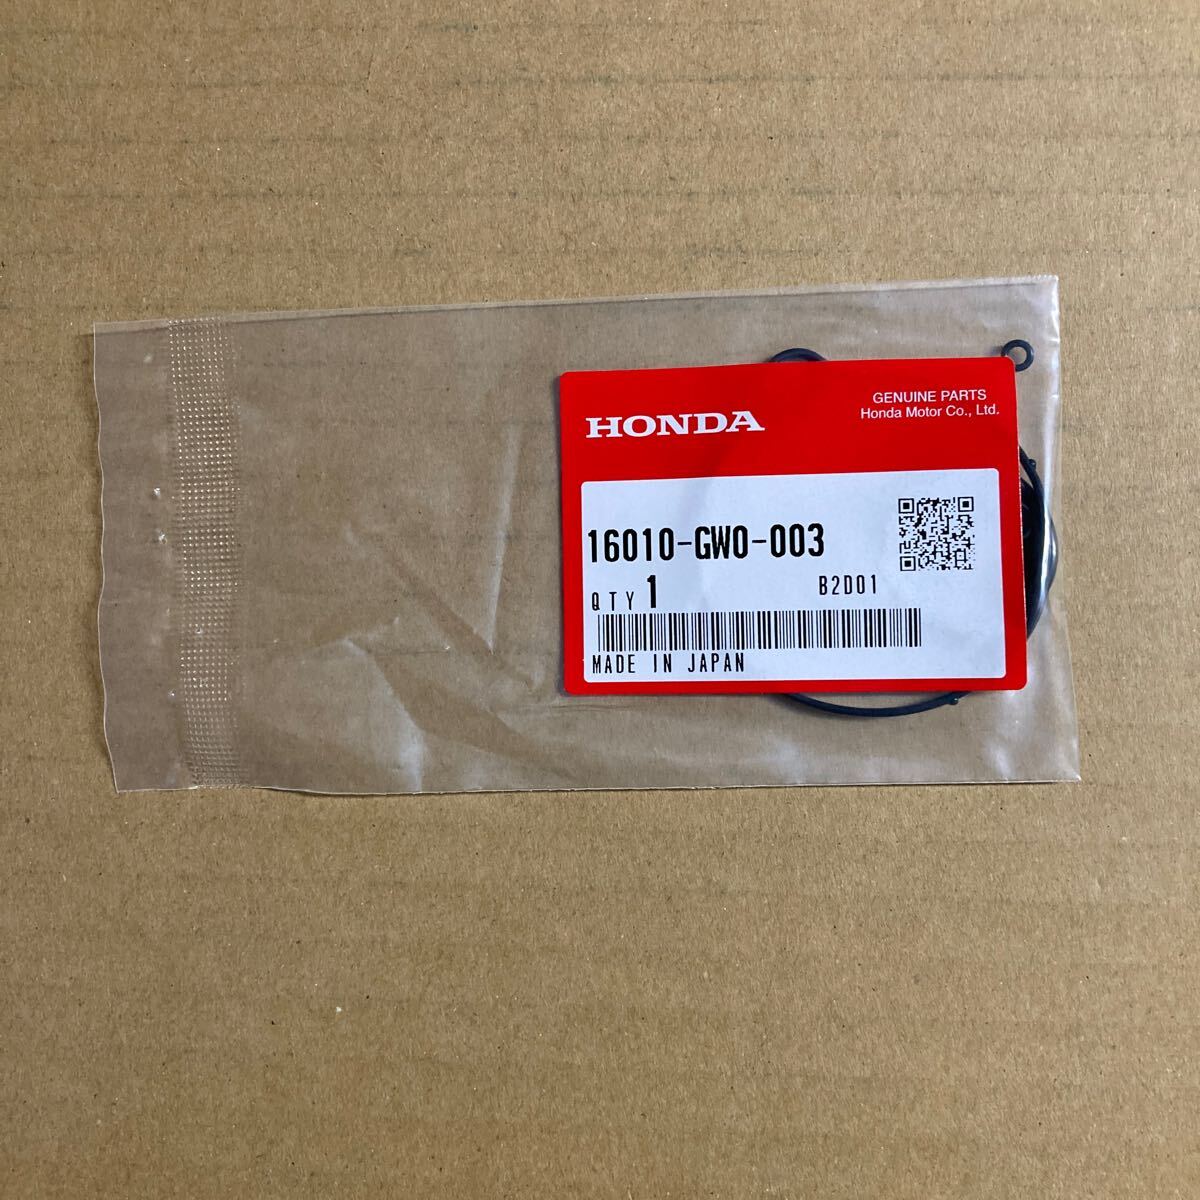 HONDA
GENUINE PARTS
Honda Motor Co., Ltd.
16010-GW0-003
QTY 1
B2D01
MADE IN JAPAN